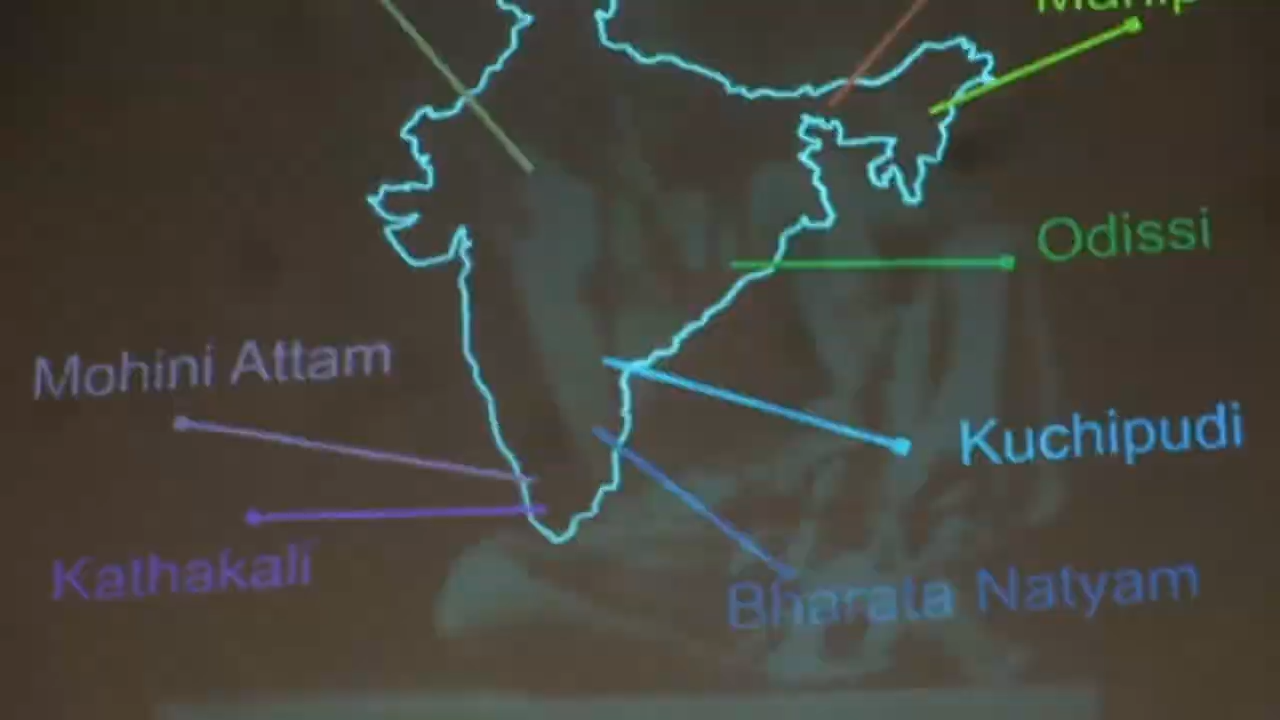 Odissi
Mohini Attam
Kuchipudi
Kathakali
Bharata Natyam